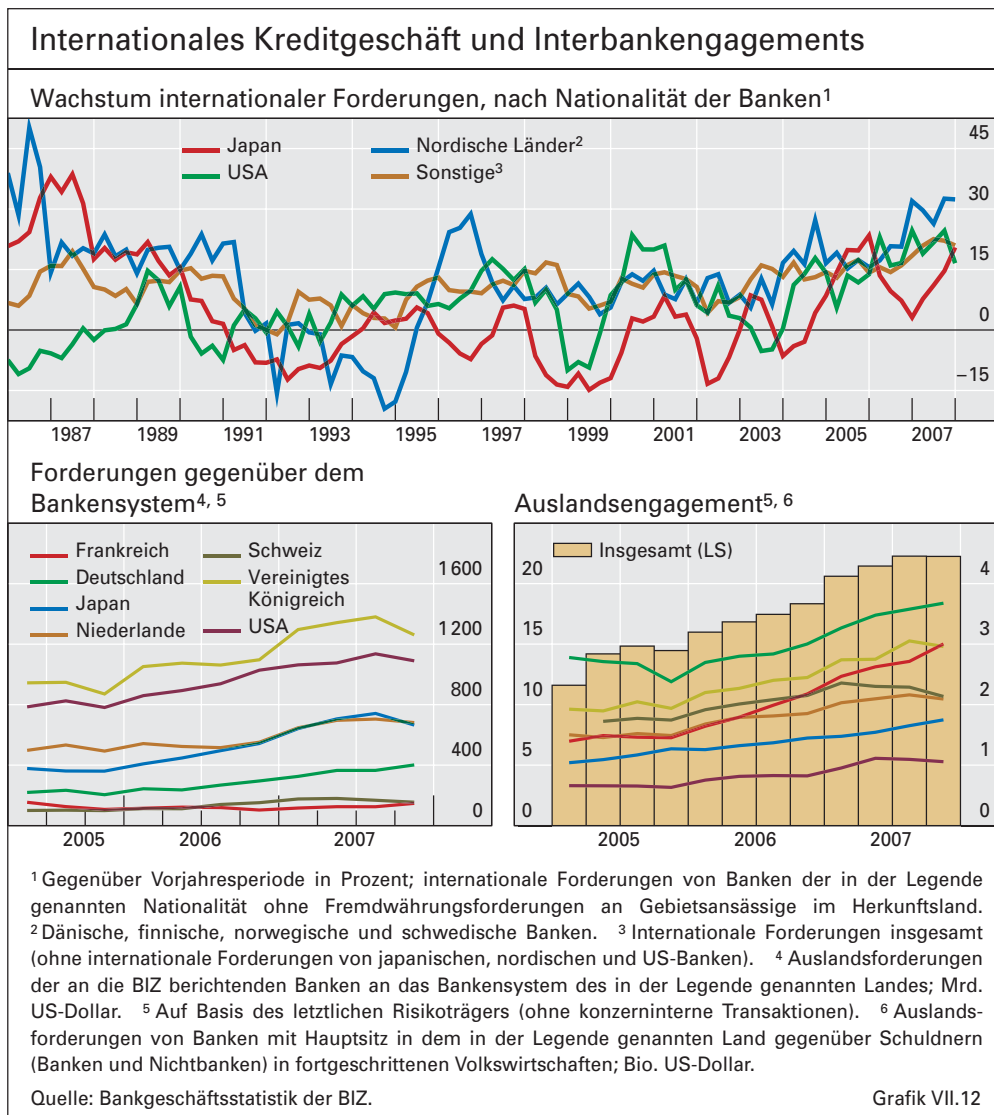 Internationales Kreditgeschäft und Interbankengagements
Wachstum internationaler Forderungen, nach Nationalität der Banken¹
Japan
USA
Nordische Länder²
Sonstige³
45
30
15
0
–15
1987
1989
1991
1993
1995
1997
1999
2001
2003
2005
2007
Forderungen gegenüber dem
Bankensystem⁴, ⁵
Frankreich
Deutschland
Japan
Niederlande
Schweiz
Vereinigtes
Königreich
USA
1 600
1 200
800
400
0
2005
2006
2007
Auslandsengagement⁵, ⁶
Insgesamt (LS)
20
15
10
5
0
4
3
2
1
0
2005
2006
2007
¹ Gegenüber Vorjahresperiode in Prozent; internationale Forderungen von Banken der in der Legende
genannten Nationalität ohne Fremdwährungsforderungen an Gebietsansässige im Herkunftsland.
² Dänische, finnische, norwegische und schwedische Banken. ³ Internationale Forderungen insgesamt
(ohne internationale Forderungen von japanischen, nordischen und US-Banken). ⁴ Auslandsforderungen
der an die BIZ berichtenden Banken an das Bankensystem des in der Legende genannten Landes; Mrd.
US-Dollar. ⁵ Auf Basis des letztlichen Risikoträgers (ohne konzerninterne Transaktionen). ⁶ Auslands-
forderungen von Banken mit Hauptsitz in dem in der Legende genannten Land gegenüber Schuldnern
(Banken und Nichtbanken) in fortgeschrittenen Volkswirtschaften; Bio. US-Dollar.
Quelle: Bankgeschäftsstatistik der BIZ.
Grafik VII.12